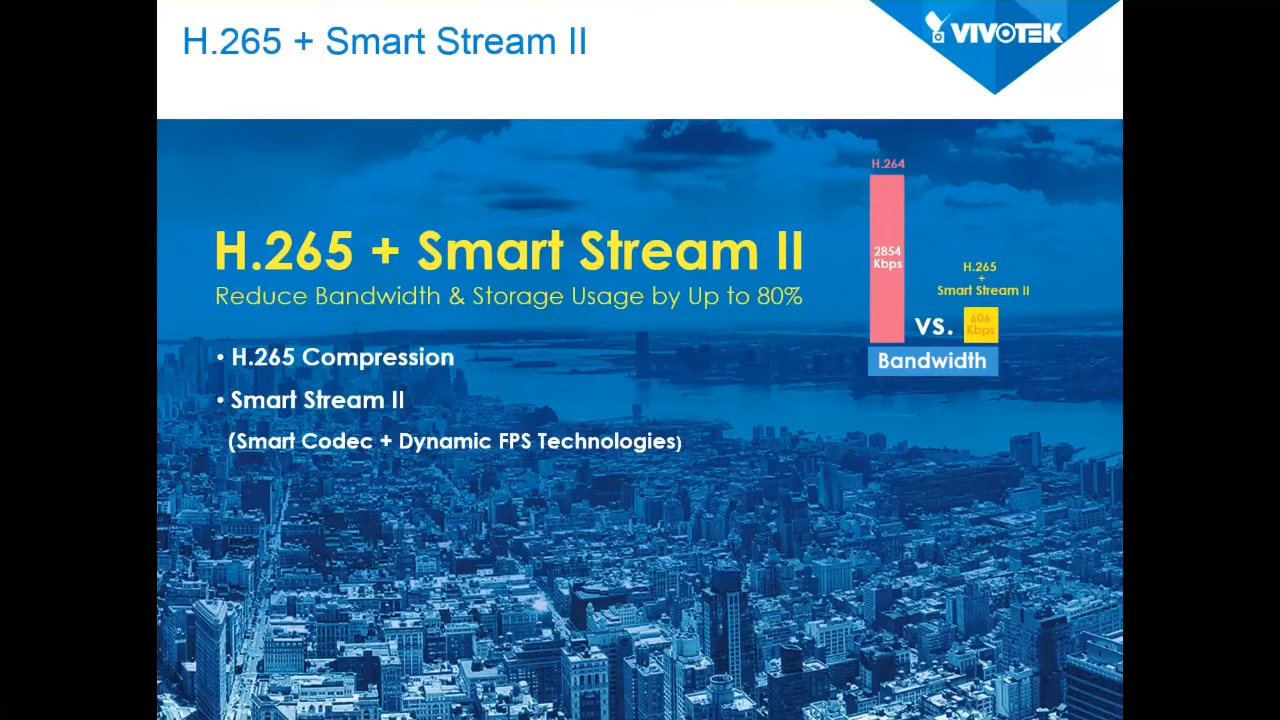 H.265 + Smart Stream II
VIVOTEK
H.265 + Smart Stream II
Reduce Bandwidth & Storage Usage by Up to 80%
• H.265 Compression
• Smart Stream II
(Smart Codec + Dynamic FPS Technologies)
H.264
2854
Kbps
H.265
+
Smart Stream II
vs.
606
Kbps
Bandwidth